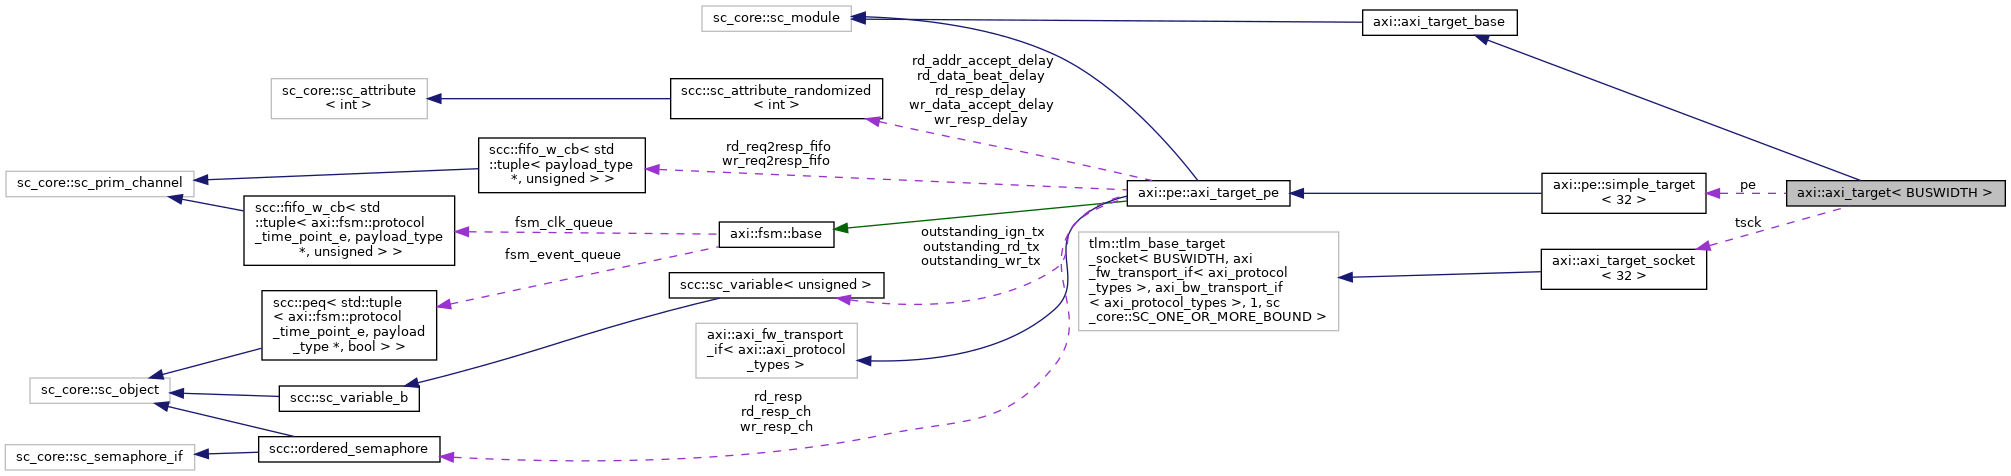 sc_core::sc_module
axi::axi_target_base
rd_addr_accept_delay
rd_data_beat_delay
rd_resp_delay
wr_data_accept_delay
wr_resp_delay
sc_core::sc_attribute
< int >
scc::sc_attribute_randomized
< int >
scc::fifo_w_cb< std
::tuple< payload_type
*, unsigned > >
rd_req2resp_fifo
wr_req2resp_fifo
sc_core::sc_prim_channel
axi::pe::axi_target_pe
axi::pe::simple_target
< 32 >
pe
axi::axi_target< BUSWIDTH >
scc::fifo_w_cb< std
::tuple< axi::fsm::protocol
_time_point_e, payload_type
*, unsigned > >
fsm_clk_queue
axi::fsm::base
fsm_event_queue
outstanding_ign_tx
outstanding_rd_tx
outstanding_wr_tx
tsck
tlm::tlm_base_target
_socket< BUSWIDTH, axi
_fw_transport_if< axi_protocol
_types >, axi_bw_transport_if
< axi_protocol_types >, 1, sc
_core::SC_ONE_OR_MORE_BOUND >
axi::axi_target_socket
< 32 >
scc::sc_variable< unsigned >
scc::peq< std::tuple
< axi::fsm::protocol
_time_point_e, payload
_type *, bool > >
axi::axi_fw_transport
_if< axi::axi_protocol
_types >
sc_core::sc_object
scc::sc_variable_b
rd_resp
rd_resp_ch
wr_resp_ch
sc_core::sc_semaphore_if
scc::ordered_semaphore